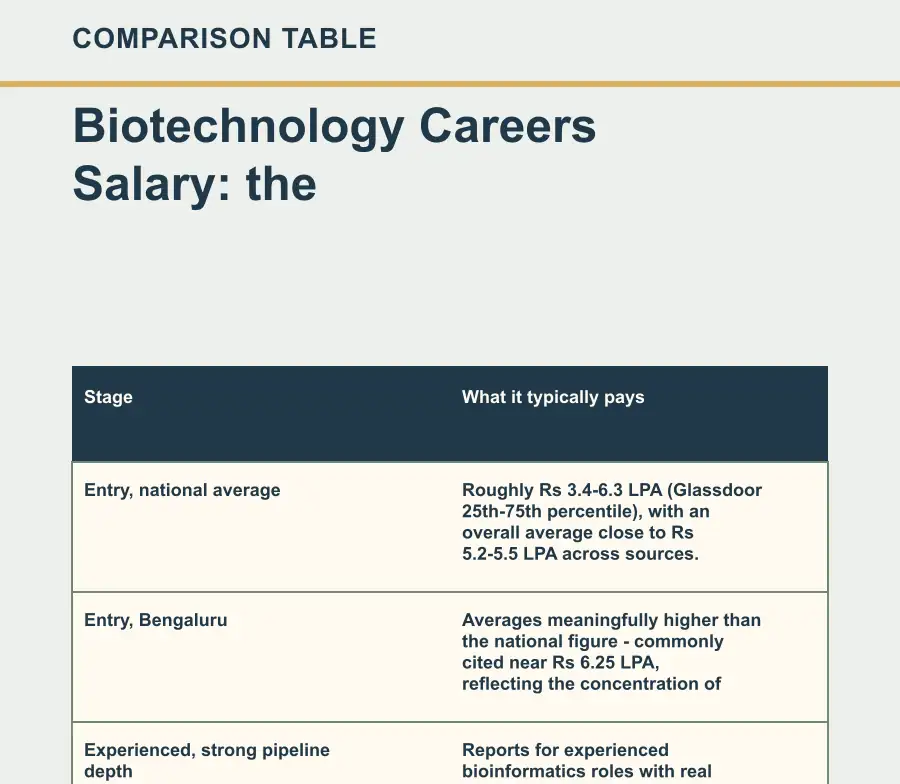 COMPARISON TABLE
Biotechnology Careers
Salary: the
Stage
What it typically pays
Entry, national average
Roughly Rs 3.4-6.3 LPA (Glassdoor
25th-75th percentile), with an
overall average close to Rs
5.2-5.5 LPA across sources.
Entry, Bengaluru
Averages meaningfully higher than
the national figure - commonly
cited near Rs 6.25 LPA,
reflecting the concentration of
Experienced, strong pipeline
depth
Reports for experienced
bioinformatics roles with real